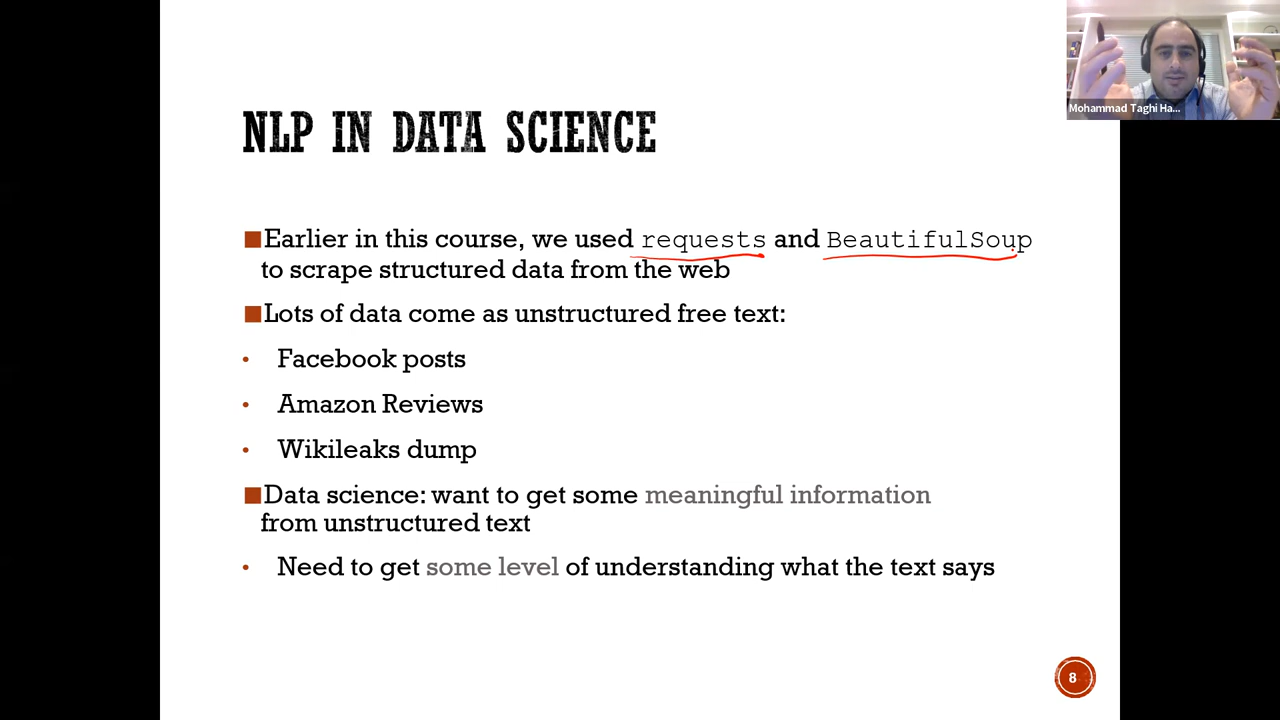 Mohammad Taghi Ha...
NLP IN DATA SCIENCE
■Earlier in this course, we used requests and BeautifulSoup
to scrape structured data from the web
■Lots of data come as unstructured free text:
• Facebook posts
• Amazon Reviews
• Wikileaks dump
■Data science: want to get some meaningful information
from unstructured text
• Need to get some level of understanding what the text says
8